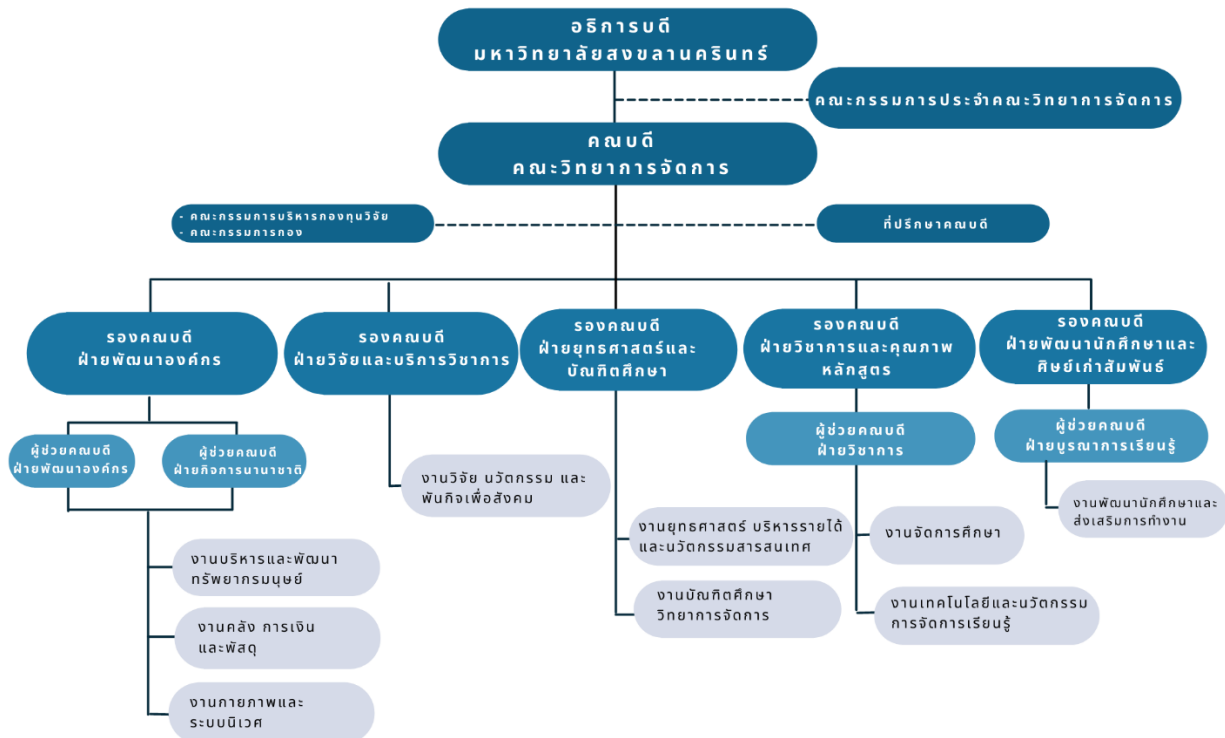 อธิการบดี
มหาวิทยาลัยสงขลานครินทร์
คณะกรรมการประจำคณะวิทยาการจัดการ
คณบดี
คณะวิทยาการจัดการ
- คณะกรรมการบริหารกองทุนวิจัย
- คณะกรรมการกอง
ที่ปรึกษาคณบดี
รองคณบดี
ฝ่ายพัฒนาองค์กร
รองคณบดี
ฝ่ายวิจัยและบริการวิชาการ
รองคณบดี
ฝ่ายยุทธศาสตร์และ
บัณฑิตศึกษา
รองคณบดี
ฝ่ายวิชาการและคุณภาพ
หลักสูตร
รองคณบดี
ฝ่ายพัฒนานักศึกษาและ
ศิษย์เก่าสัมพันธ์
ผู้ช่วยคณบดี
ฝ่ายพัฒนาองค์กร
ผู้ช่วยคณบดี
ฝ่ายกิจการนานาชาติ
ผู้ช่วยคณบดี
ฝ่ายวิชาการ
ผู้ช่วยคณบดี
ฝ่ายบูรณาการเรียนรู้
งานวิจัย นวัตกรรม และ
พันกิจเพื่อสังคม
งานพัฒนานักศึกษาและ
ส่งเสริมการทำงาน
งานยุทธศาสตร์ บริหารรายได้
และนวัตกรรมสารสนเทศ
งานจัดการศึกษา
งานบริหารและพัฒนา
ทรัพยากรมนุษย์
งานบัณฑิตศึกษา
วิทยาการจัดการ
งานเทคโนโลยีและนวัตกรรม
การจัดการเรียนรู้
งานคลัง การเงิน
และพัสดุ
งานกายภาพและ
ระบบนิเวศ